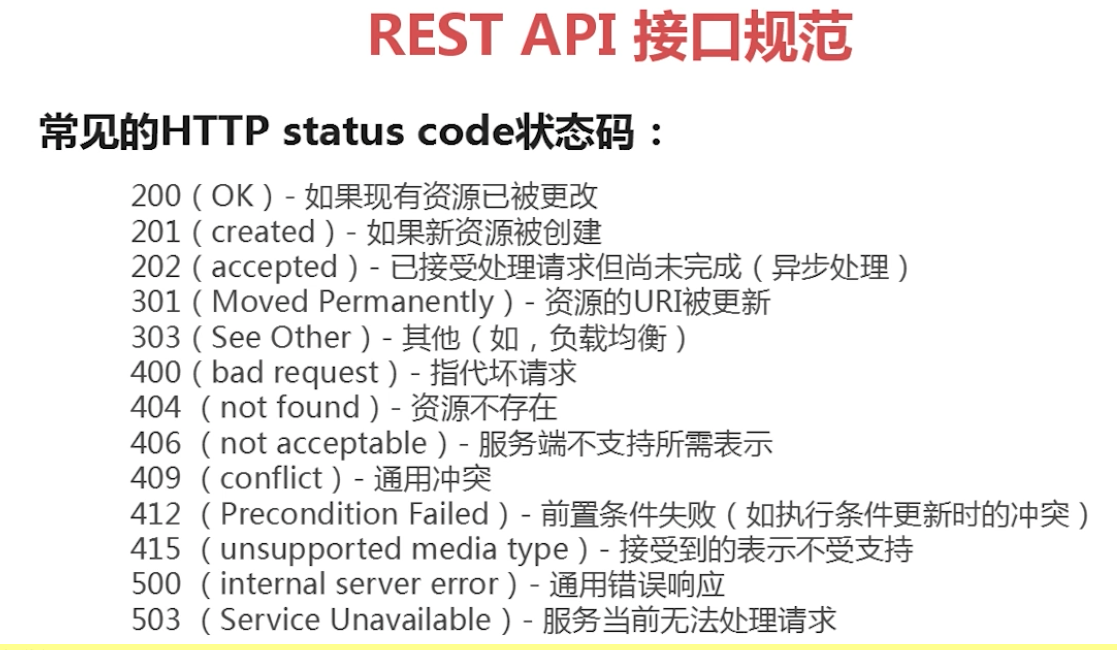 REST API 接口规范
常见的HTTP status code状态码：
200（OK）- 如果现有资源已被更改
201（created）- 如果新资源被创建
202（accepted）- 已接受处理请求但尚未完成（异步处理）
301（Moved Permanently）- 资源的URI被更新
303（See Other）- 其他（如，负载均衡）
400（bad request）- 指代坏请求
404 （not found）- 资源不存在
406 （not acceptable）- 服务端不支持所需表示
409 （conflict）- 通用冲突
412 （Precondition Failed）- 前置条件失败（如执行条件更新时的冲突）
415 （unsupported media type）- 接受到的表示不受支持
500 （internal server error）- 通用错误响应
503 （Service Unavailable）- 服务当前无法处理请求